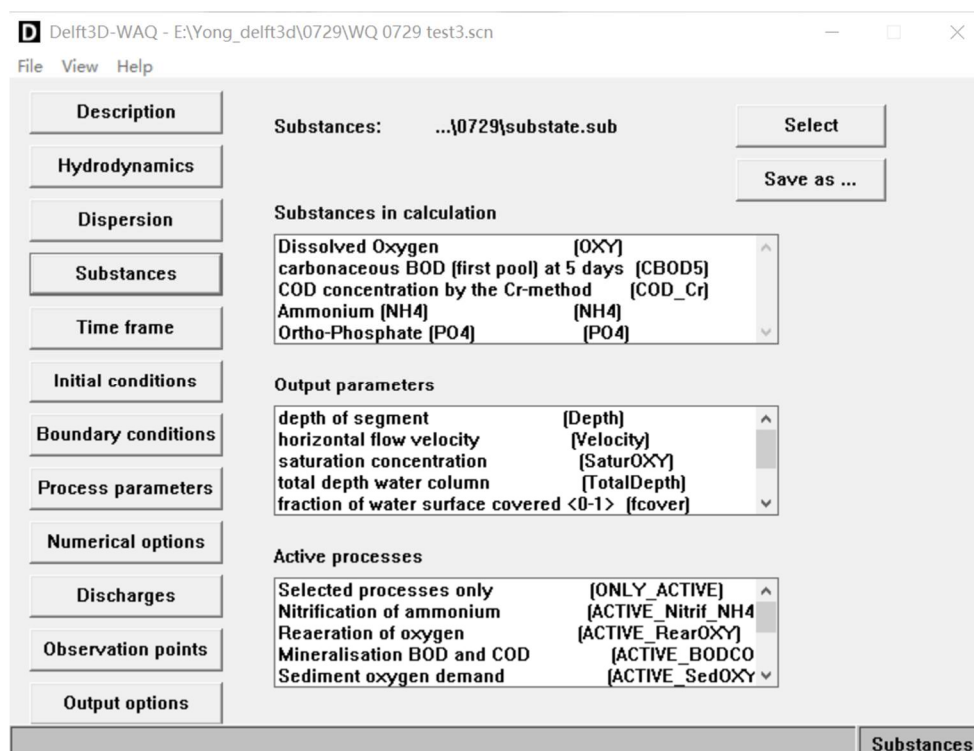 D Delft3D-WAQ - E:\Yong_delft3d\0729\WQ 0729 test3.scn
File View Help
Description
Hydrodynamics
Dispersion
Substances
Time frame
Initial conditions
Boundary conditions
Process parameters
Numerical options
Discharges
Observation points
Output options
Substances: ...\0729\substate.sub
Select
Save as ...
Substances in calculation
Dissolved Oxygen (OXY)
carbonaceous BOD (first pool) at 5 days (CBOD5)
COD concentration by the Cr-method (COD_Cr)
Ammonium (NH4) (NH4)
Ortho-Phosphate (PO4) (PO4)
Output parameters
depth of segment (Depth)
horizontal flow velocity (Velocity)
saturation concentration (SaturOXY)
total depth water column (TotalDepth)
fraction of water surface covered <0-1> (fcover)
Active processes
Selected processes only (ONLY_ACTIVE)
Nitrification of ammonium (ACTIVE_Nitrif_NH4
Reaeration of oxygen (ACTIVE_RearOXY)
Mineralisation BOD and COD (ACTIVE_BODCO
Sediment oxygen demand (ACTIVE_SedOXY
Substances